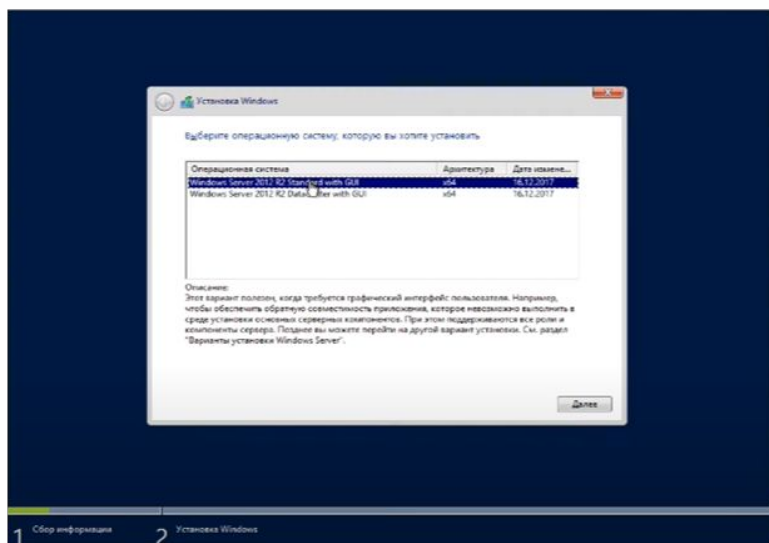 Установка Windows
Выберите операционную систему, которую вы хотите установить
Операционная система Архитектура Дата измене...
Windows Server 2012 R2 Standard with GUI x64 16.12.2017
Windows Server 2012 R2 Datacenter with GUI x64 16.12.2017
Описание:
Этот вариант полезен, когда требуется графический интерфейс пользователя. Например,
чтобы обеспечить обратную совместимость приложения, которое невозможно выполнить в
среде установки основных серверных компонентов. При этом поддерживаются все роли и
компоненты сервера. Позднее вы можете перейти на другой вариант установки. См. раздел
"Варианты установки Windows Server".
Далее
1 Сбор информации 2 Установка Windows